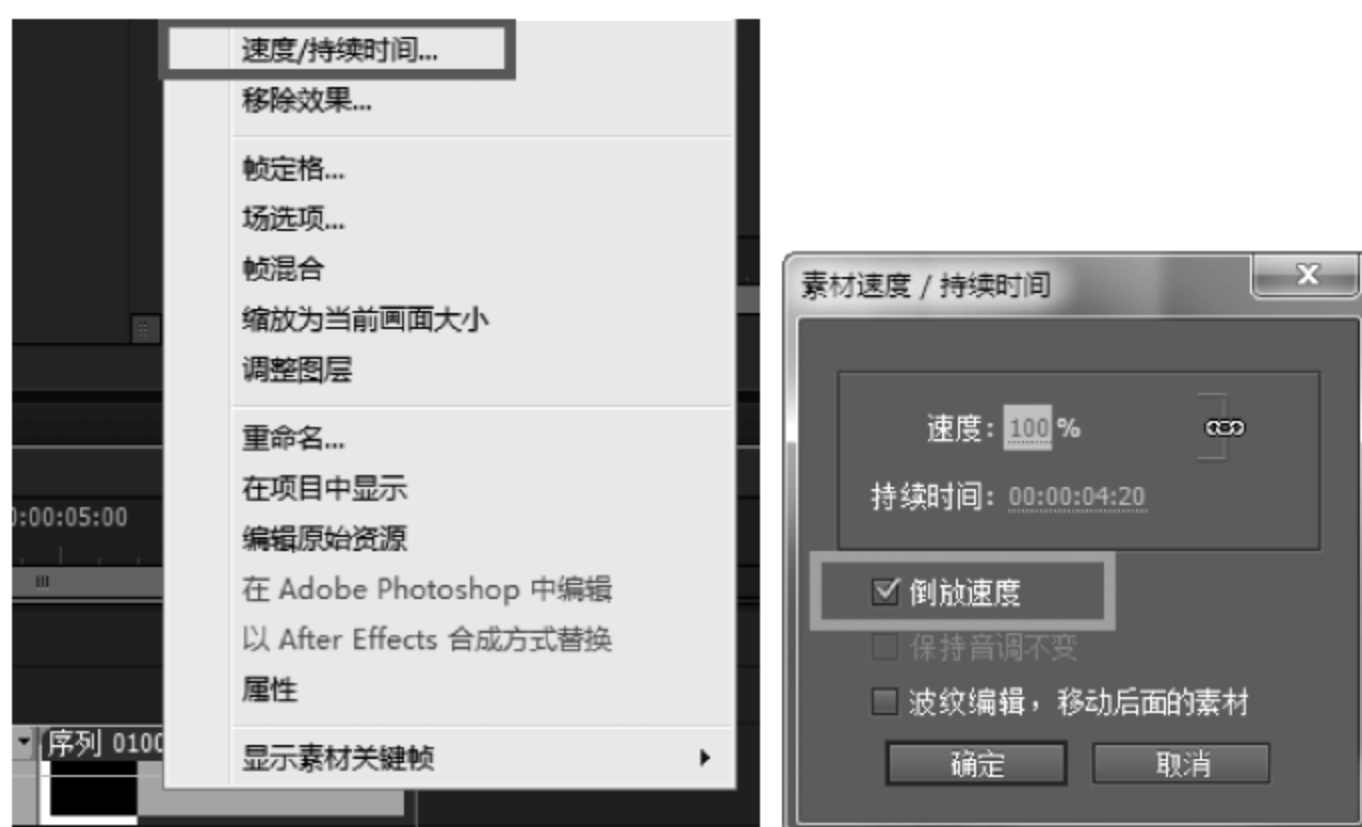 速度/持续时间...
移除效果...
帧定格...
场选项...
帧混合
缩放为当前画面大小
调整图层
重命名...
在项目中显示
编辑原始资源
在 Adobe Photoshop 中编辑
以 After Effects 合成方式替换
属性
显示素材关键帧
:00:05:00
序列 0100
素材速度 / 持续时间
X
速度: 100 %
持续时间: 00:00:04:20
倒放速度
保持音调不变
波纹编辑，移动后面的素材
确定 取消